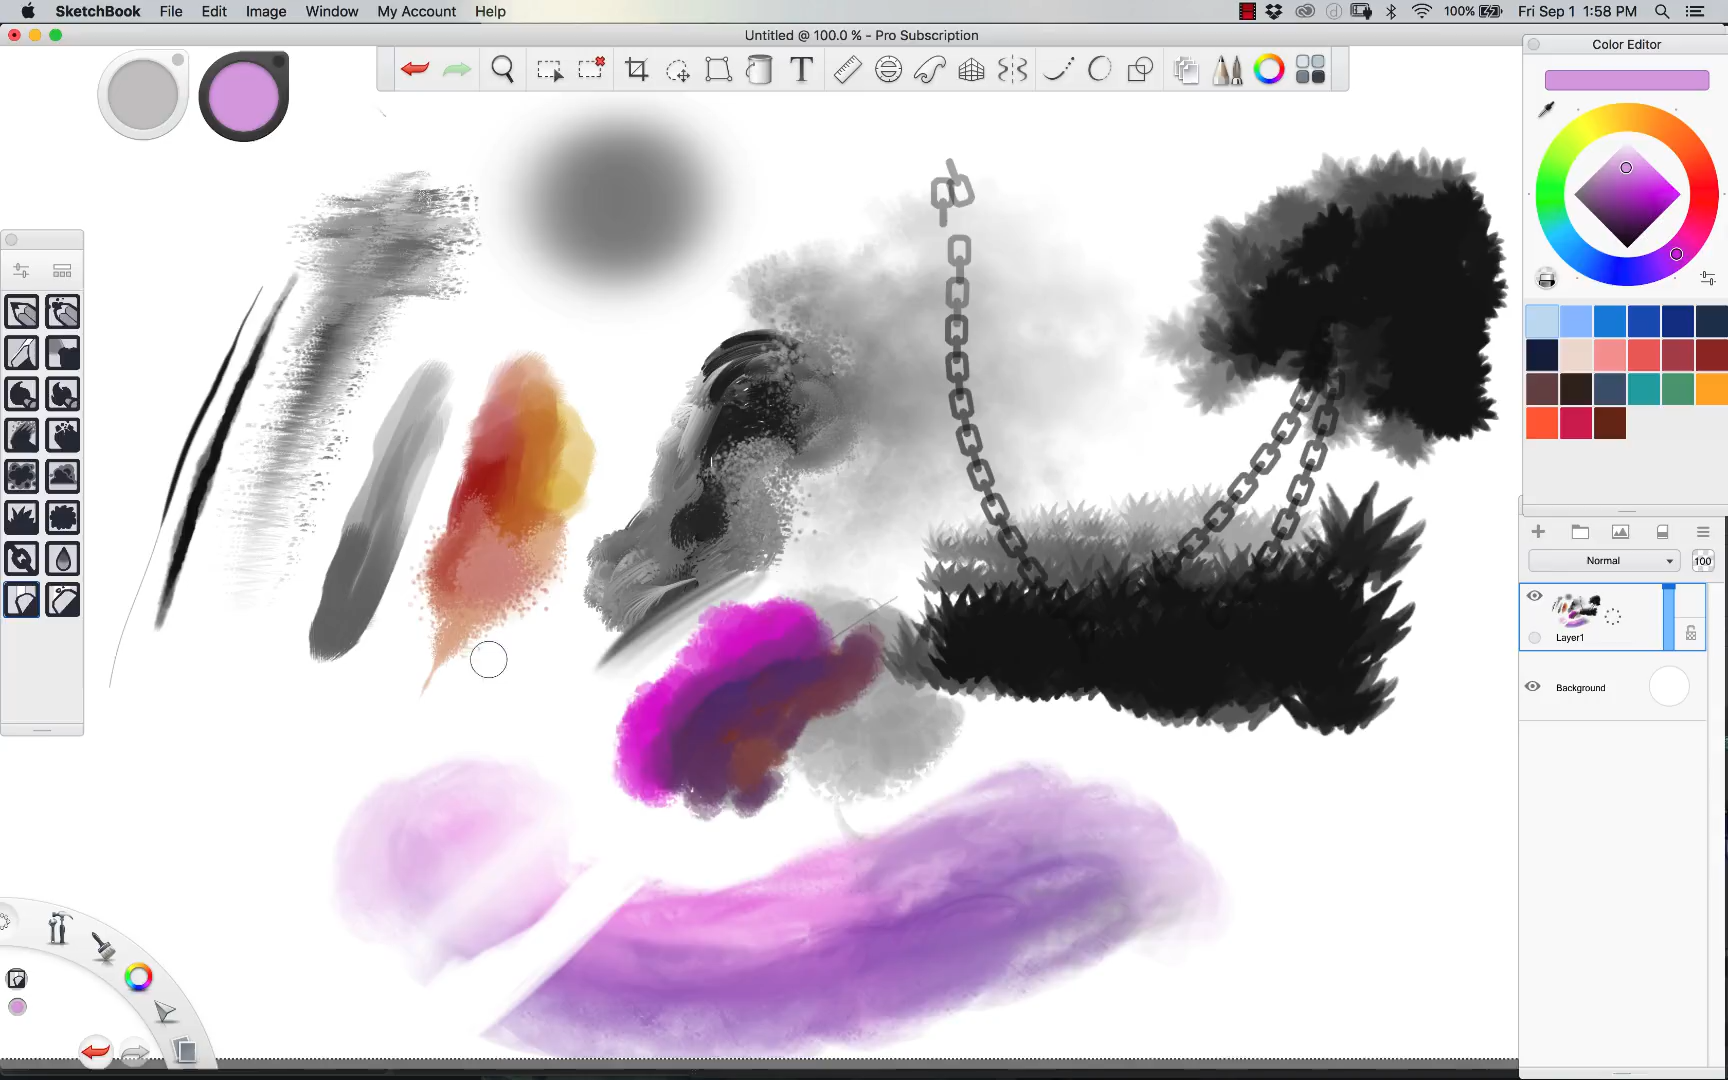 SketchBook File Edit Image Window My Account Help 100% Fri Sep 1 1:58 PM
Untitled @ 100.0 % - Pro Subscription
Color Editor
T
Normal 100
Layer1
Background